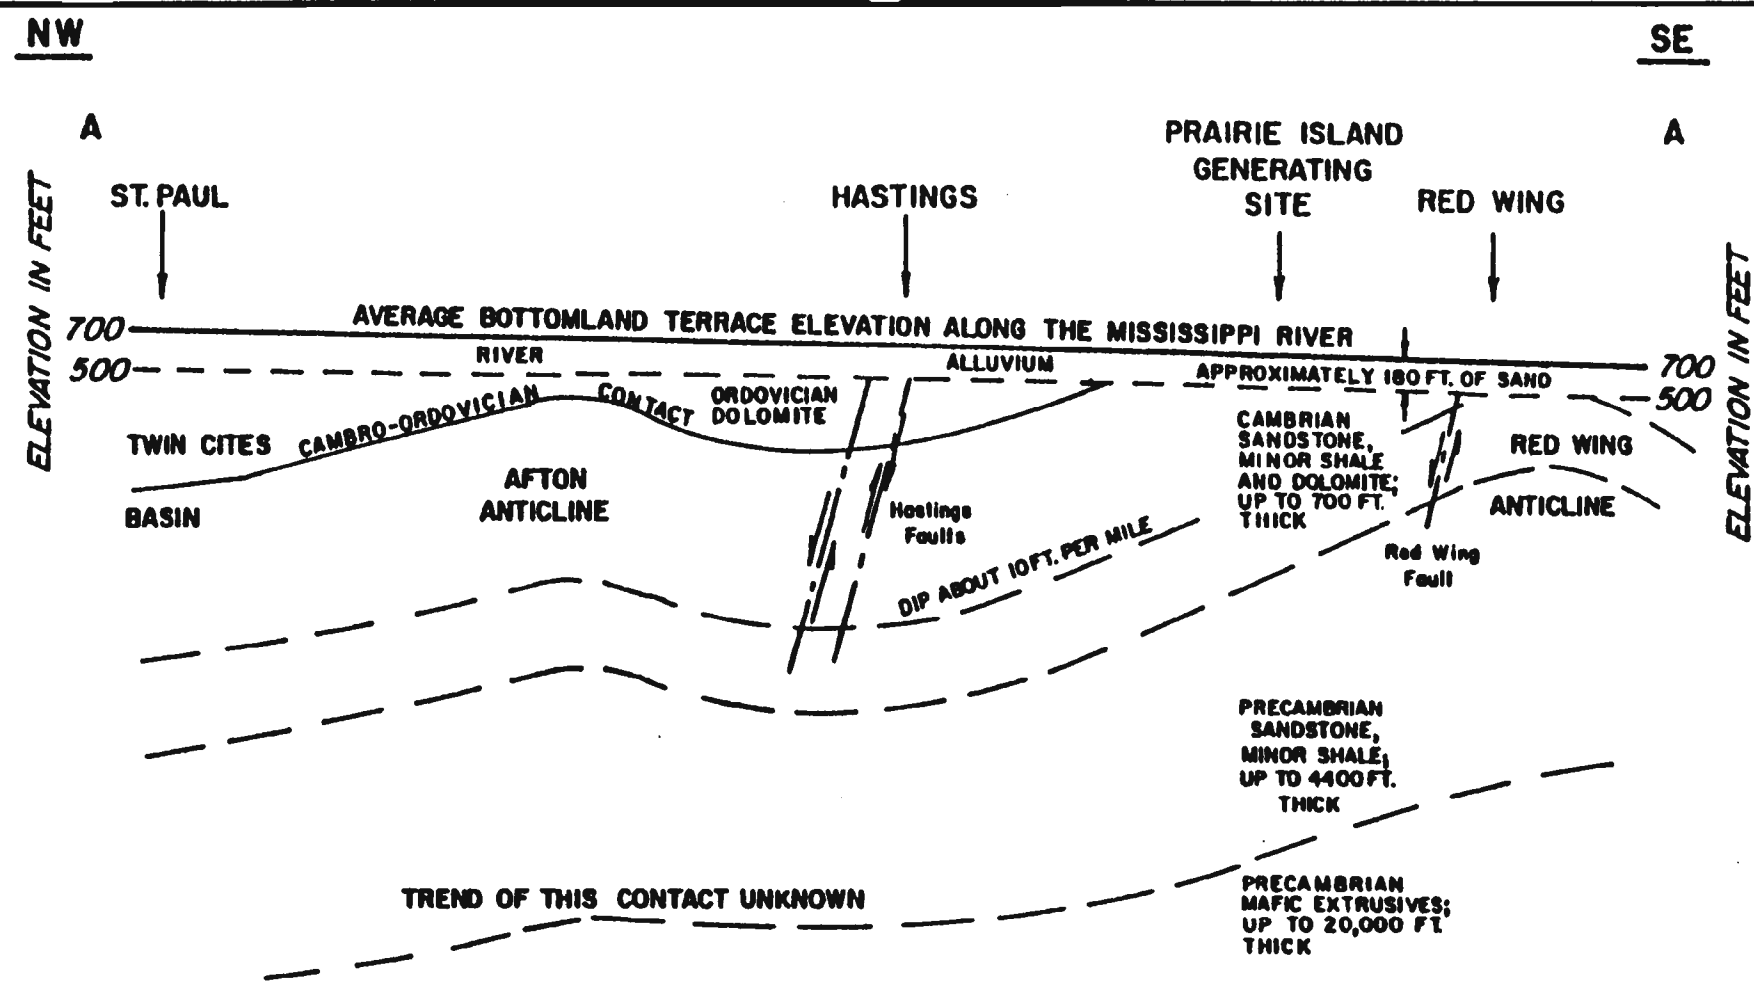 NW
SE
A
A
PRAIRIE ISLAND
GENERATING
SITE
ST. PAUL
HASTINGS
RED WING
ELEVATION IN FEET
ELEVATION IN FEET
700
AVERAGE BOTTOMLAND TERRACE ELEVATION ALONG THE MISSISSIPPI RIVER
700
RIVER
ALLUVIUM
500
APPROXIMATELY 180 FT. OF SAND
500
CAMBRO-ORDOVICIAN CONTACT
ORDOVICIAN
DOLOMITE
TWIN CITES
BASIN
AFTON
ANTICLINE
Hastings
Faults
CAMBRIAN
SANDSTONE,
MINOR SHALE
AND DOLOMITE;
UP TO 700 FT.
THICK
RED WING
ANTICLINE
Red Wing
Fault
DIP ABOUT 10 FT. PER MILE
PRECAMBRIAN
SANDSTONE,
MINOR SHALE;
UP TO 4400 FT.
THICK
TREND OF THIS CONTACT UNKNOWN
PRECAMBRIAN
MAFIC EXTRUSIVES;
UP TO 20,000 FT.
THICK